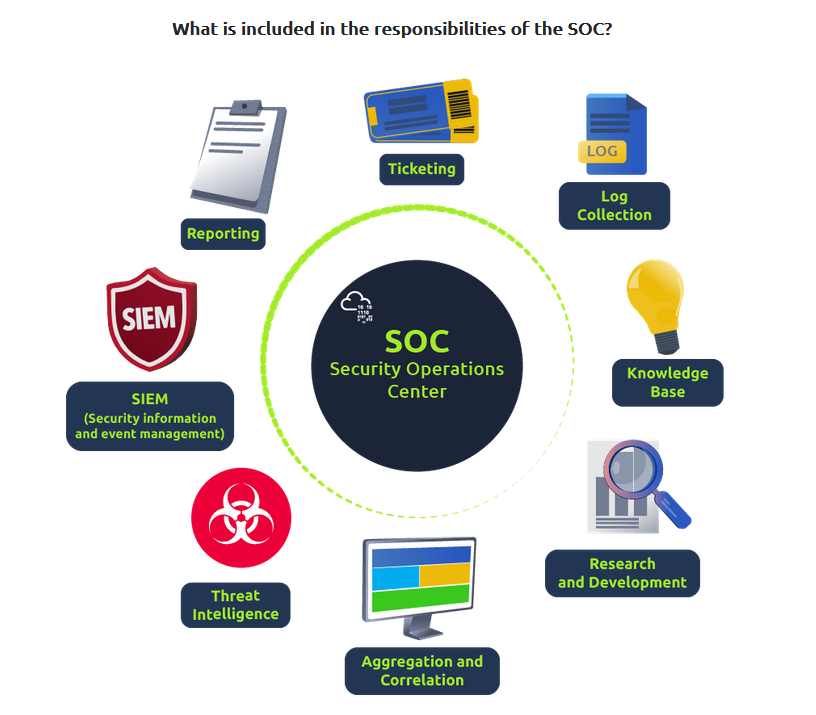 What is included in the responsibilities of the SOC?
Ticketing
LOG
Log
Collection
Reporting
SIEM
SOC
Security Operations
Center
Knowledge
Base
SIEM
(Security information
and event management)
Research
and Development
Threat
Intelligence
Aggregation and
Correlation